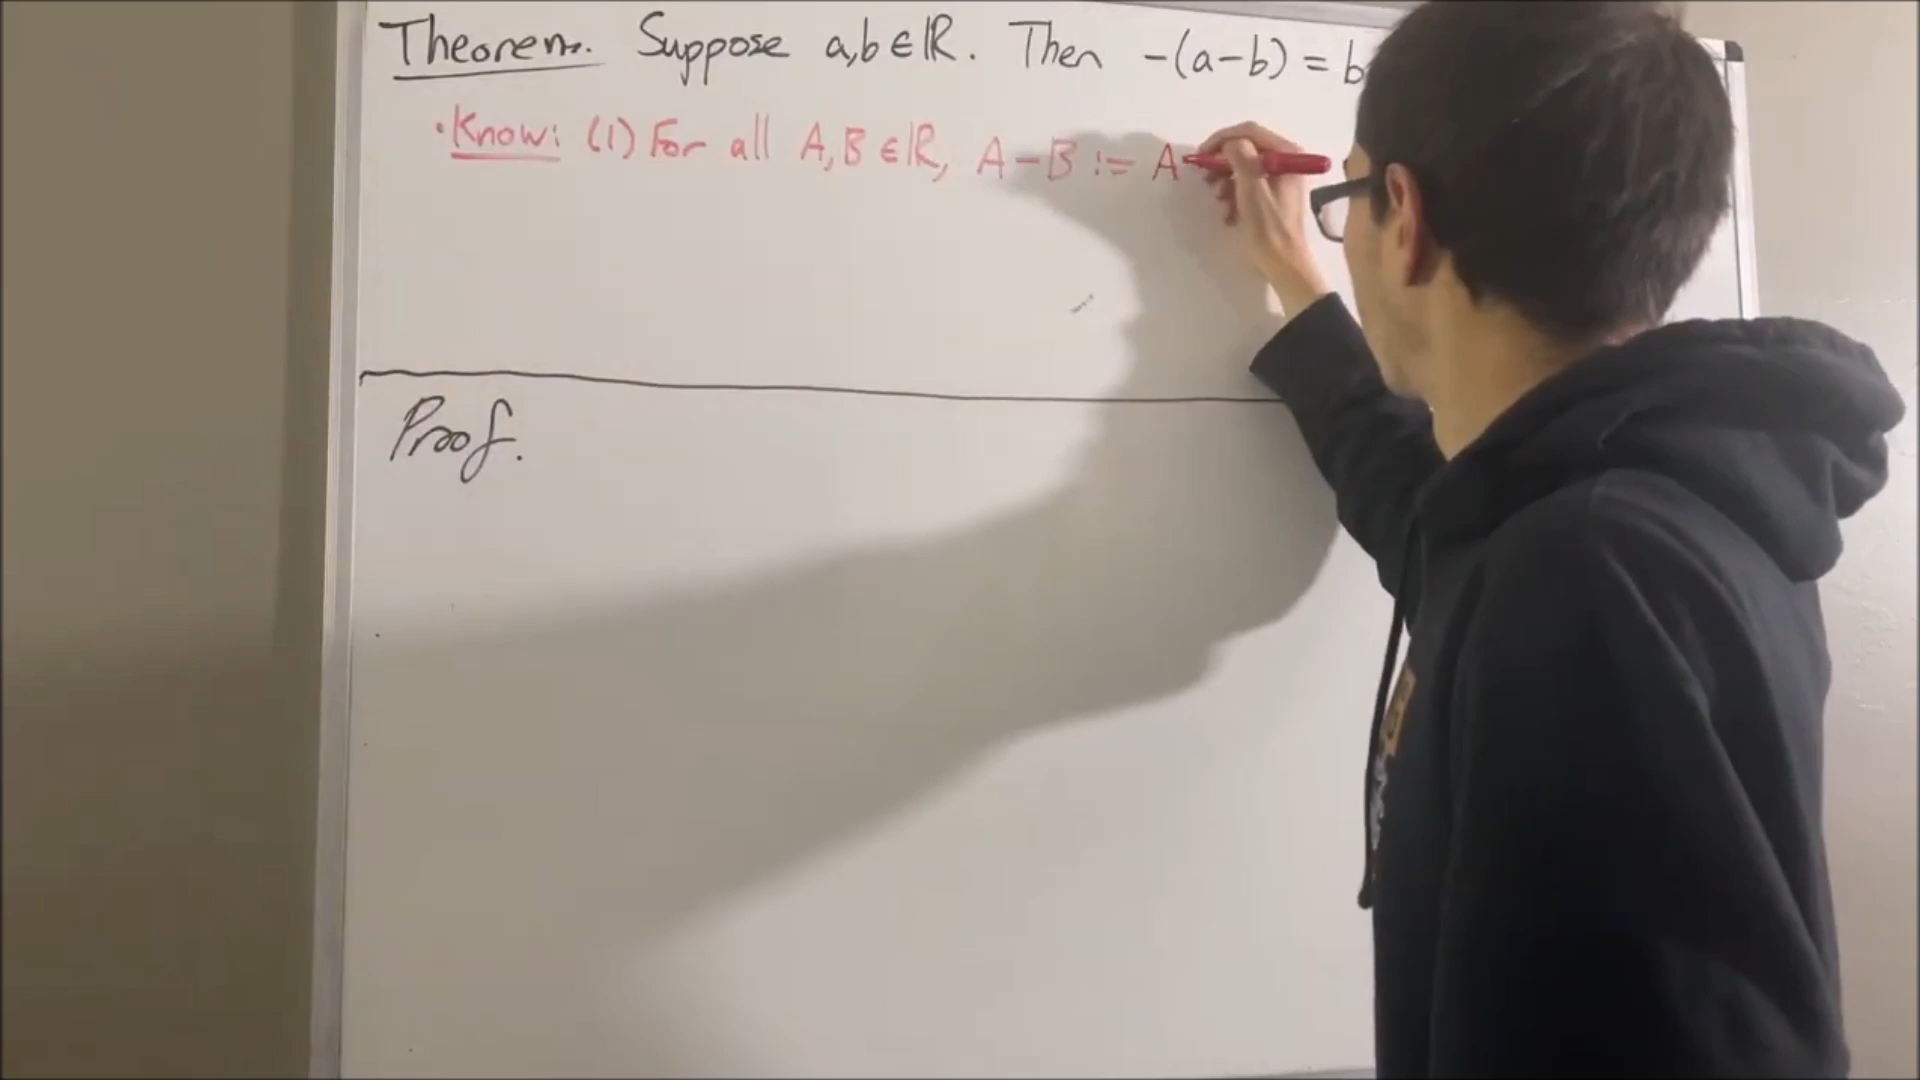 Theorem. Suppose a,b∈ℝ. Then -(a-b) = b
• Know: (1) For all A,B∈ℝ, A-B := A
Proof.